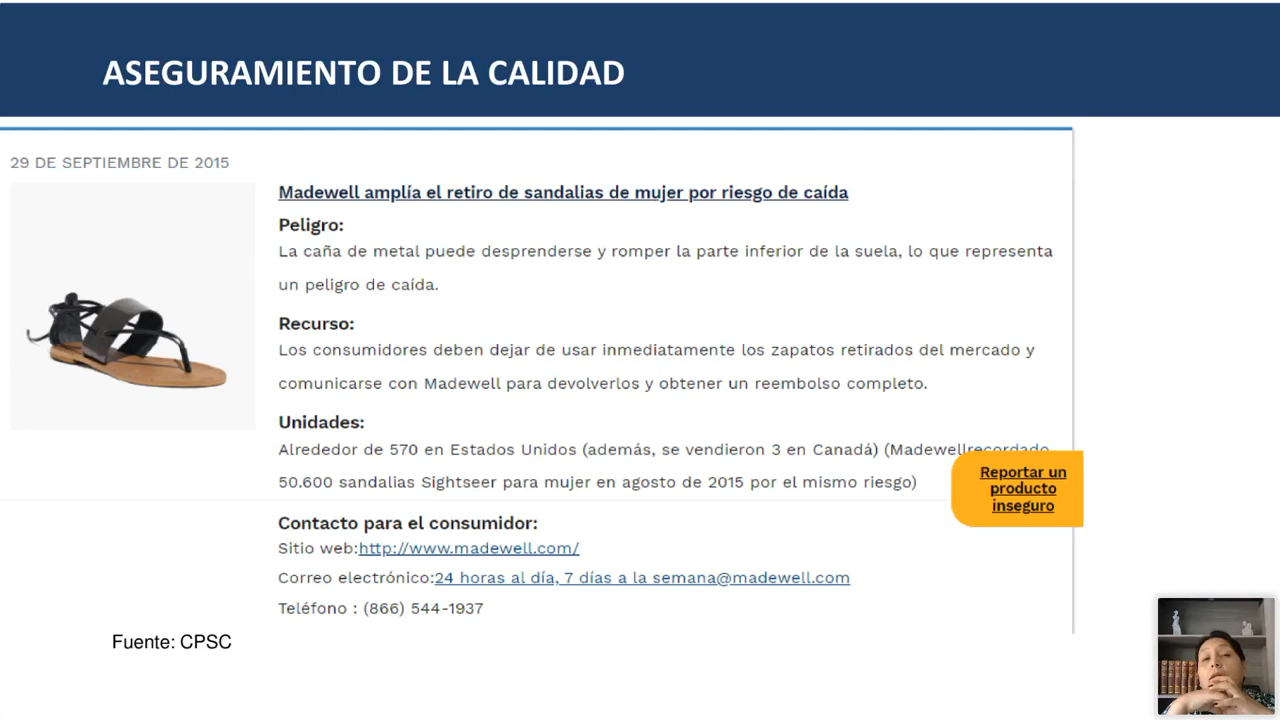 ASEGURAMIENTO DE LA CALIDAD
29 DE SEPTIEMBRE DE 2015
Madewell amplía el retiro de sandalias de mujer por riesgo de caída
Peligro:
La caña de metal puede desprenderse y romper la parte inferior de la suela, lo que representa
un peligro de caída.
Recurso:
Los consumidores deben dejar de usar inmediatamente los zapatos retirados del mercado y
comunicarse con Madewell para devolverlos y obtener un reembolso completo.
Unidades:
Alrededor de 570 en Estados Unidos (además, se vendieron 3 en Canadá) (Madewellrecordado
50.600 sandalias Sightseer para mujer en agosto de 2015 por el mismo riesgo)
Reportar un
producto
inseguro
Contacto para el consumidor:
Sitio web:http://www.madewell.com/
Correo electrónico:24 horas al día, 7 días a la semana@madewell.com
Teléfono : (866) 544-1937
Fuente: CPSC